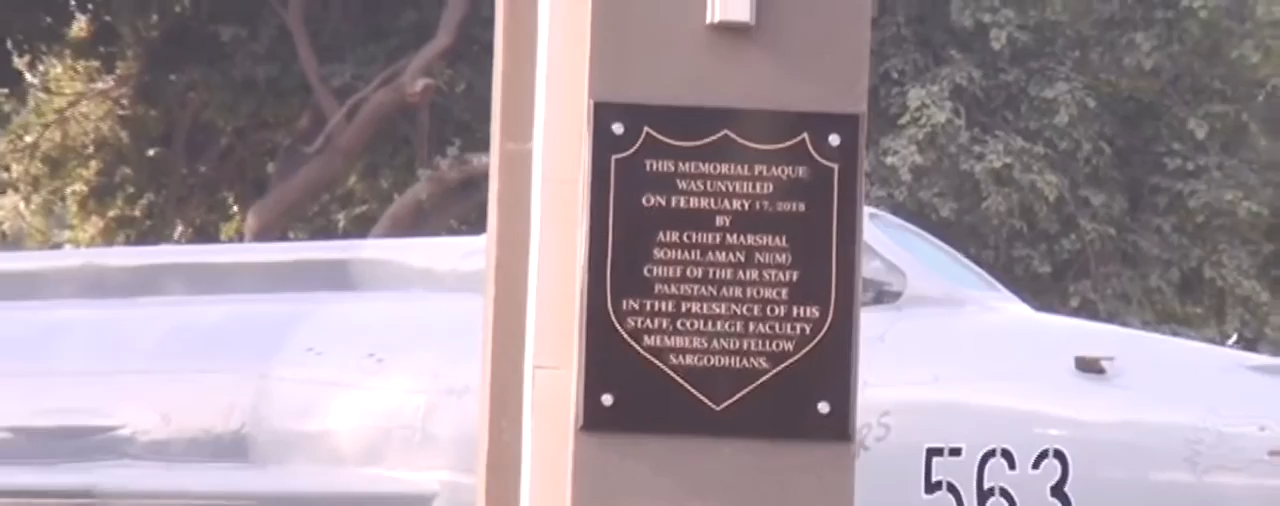 THIS MEMORIAL PLAQUE
WAS UNVEILED
ON FEBRUARY 17, 2018
BY
AIR CHIEF MARSHAL
SOHAIL AMAN NI(M)
CHIEF OF THE AIR STAFF
PAKISTAN AIR FORCE
IN THE PRESENCE OF HIS
STAFF, COLLEGE FACULTY
MEMBERS AND FELLOW
SARGODHIANS.
563